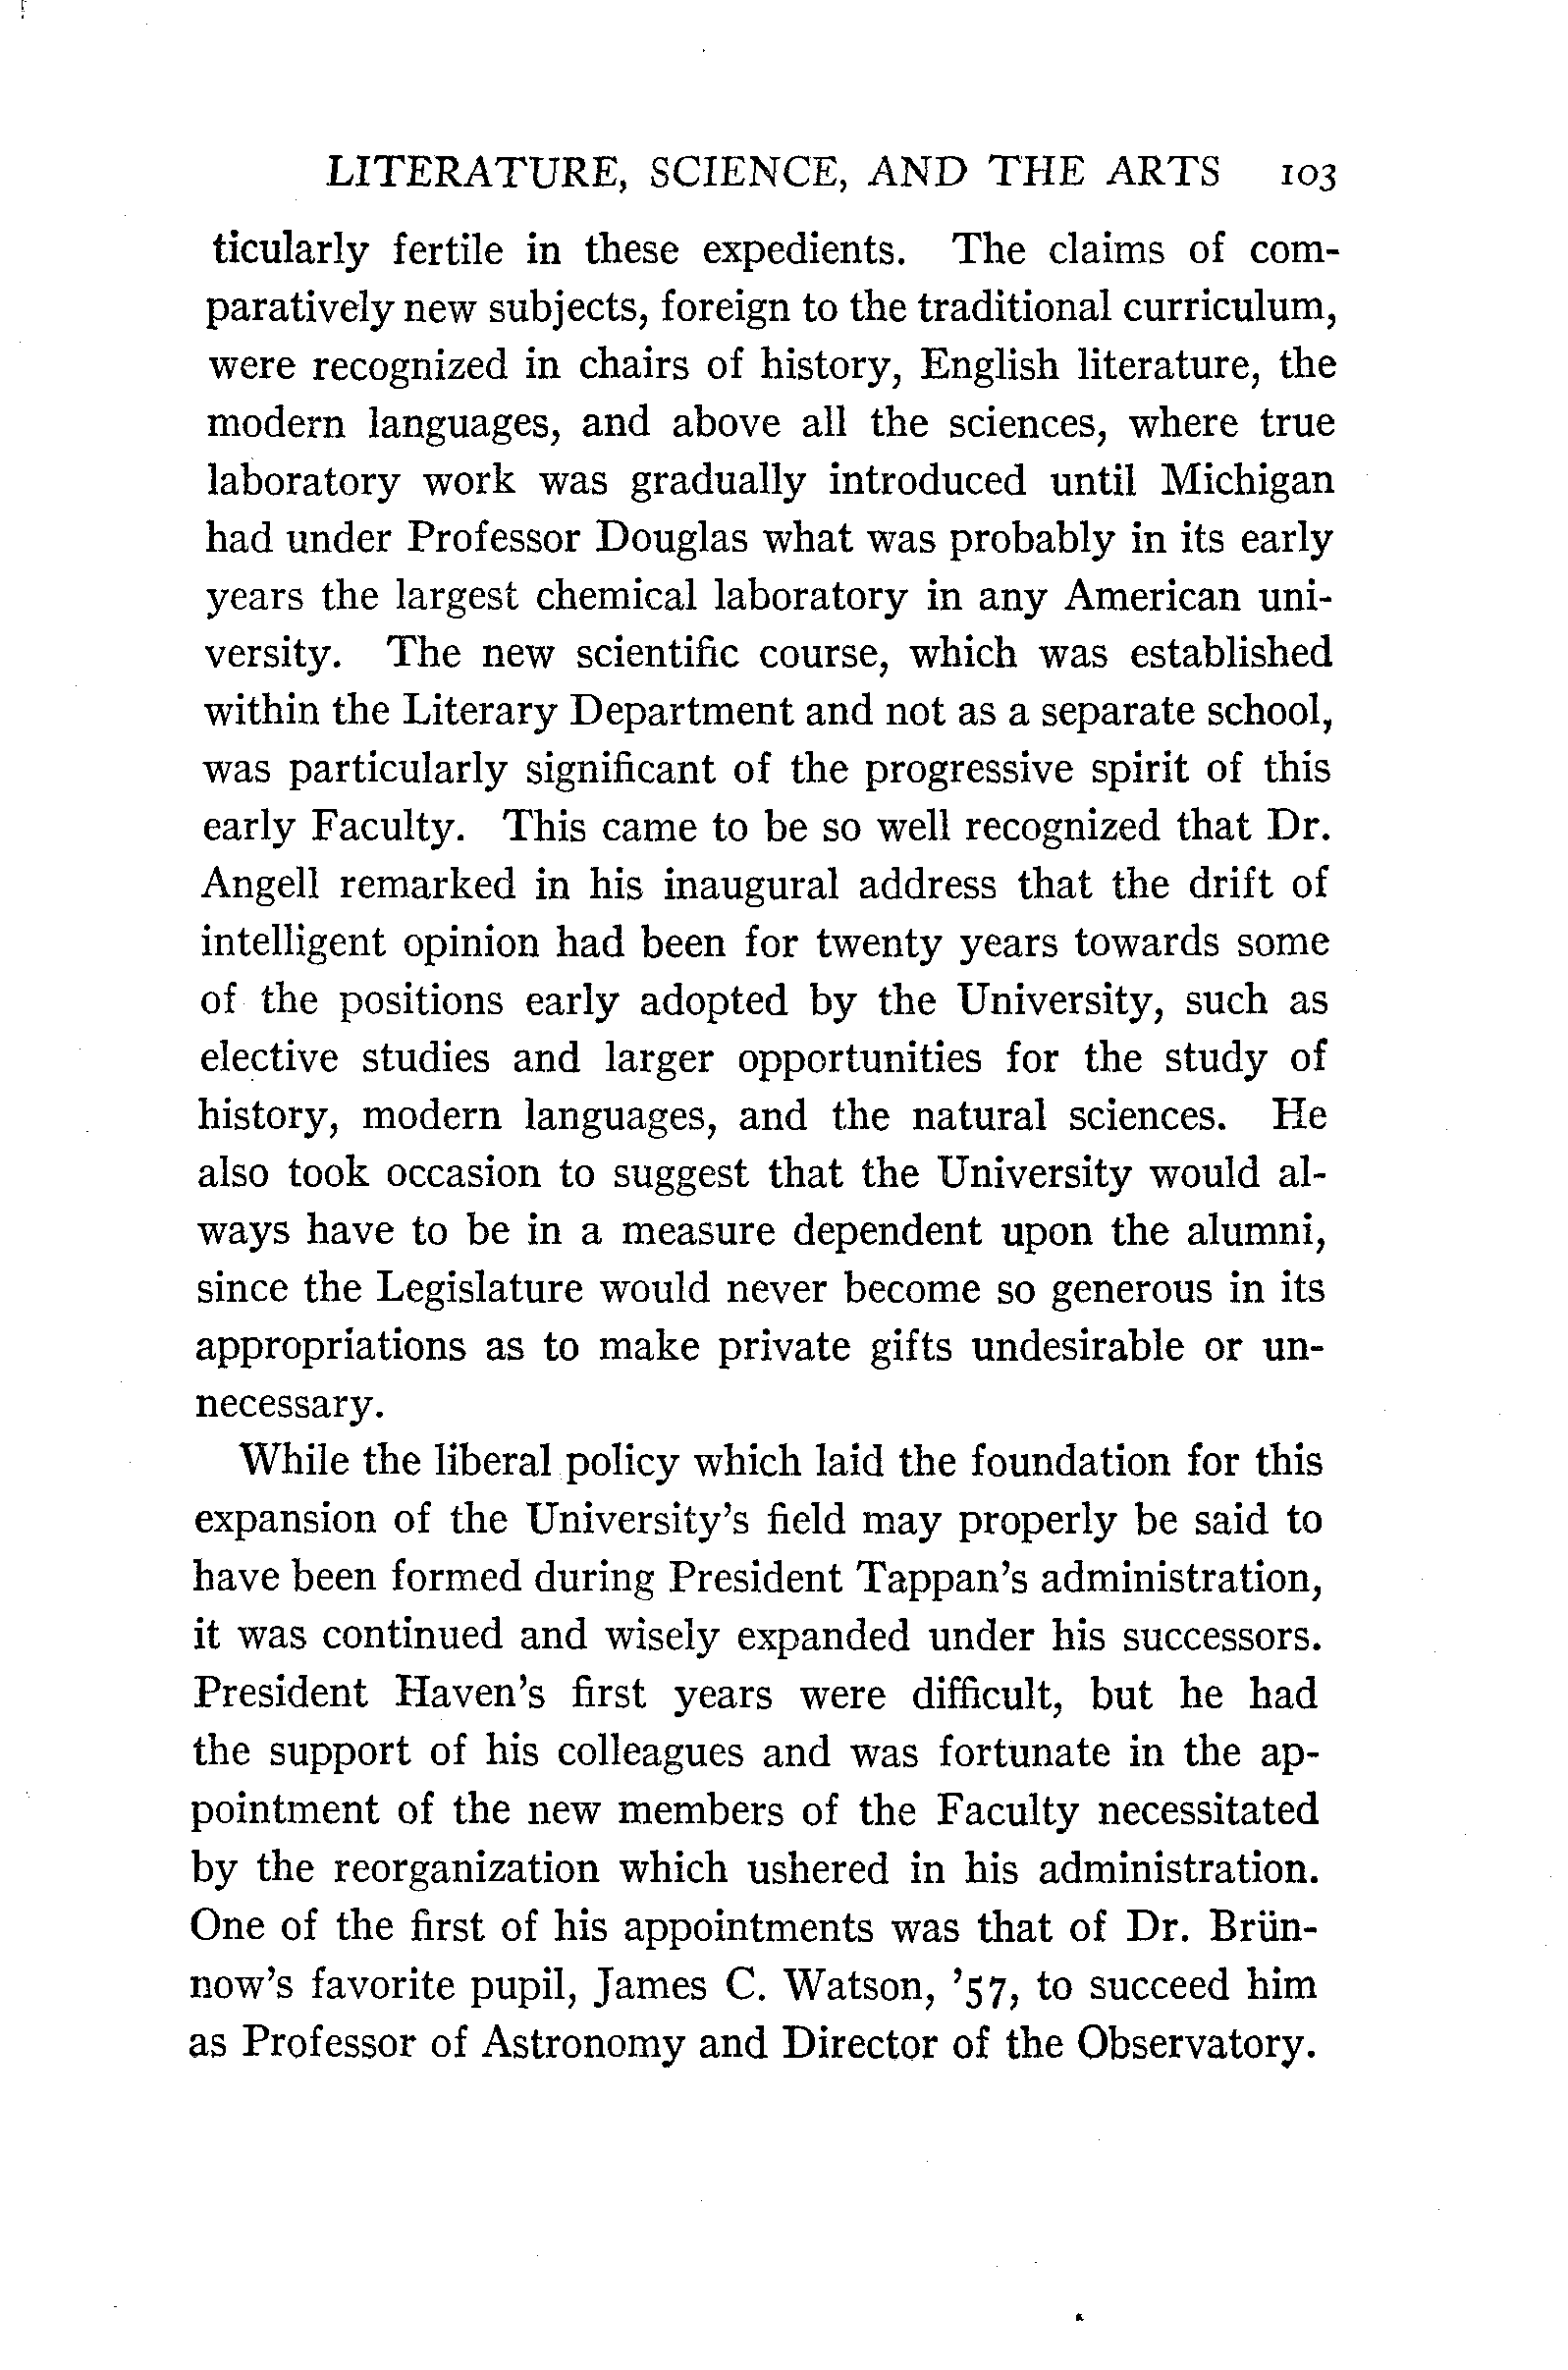 LITERATURE, SCIENCE, AND THE ARTS 103
ticularly fertile in these expedients. The claims of com-
paratively new subjects, foreign to the traditional curriculum,
were recognized in chairs of history, English literature, the
modern languages, and above all the sciences, where true
laboratory work was gradually introduced until Michigan
had under Professor Douglas what was probably in its early
years the largest chemical laboratory in any American uni-
versity. The new scientific course, which was established
within the Literary Department and not as a separate school,
was particularly significant of the progressive spirit of this
early Faculty. This came to be so well recognized that Dr.
Angell remarked in his inaugural address that the drift of
intelligent opinion had been for twenty years towards some
of the positions early adopted by the University, such as
elective studies and larger opportunities for the study of
history, modern languages, and the natural sciences. He
also took occasion to suggest that the University would al-
ways have to be in a measure dependent upon the alumni,
since the Legislature would never become so generous in its
appropriations as to make private gifts undesirable or un-
necessary.
While the liberal policy which laid the foundation for this
expansion of the University's field may properly be said to
have been formed during President Tappan's administration,
it was continued and wisely expanded under his successors.
President Haven's first years were difficult, but he had
the support of his colleagues and was fortunate in the ap-
pointment of the new members of the Faculty necessitated
by the reorganization which ushered in his administration.
One of the first of his appointments was that of Dr. Brün-
now's favorite pupil, James C. Watson, '57, to succeed him
as Professor of Astronomy and Director of the Observatory.